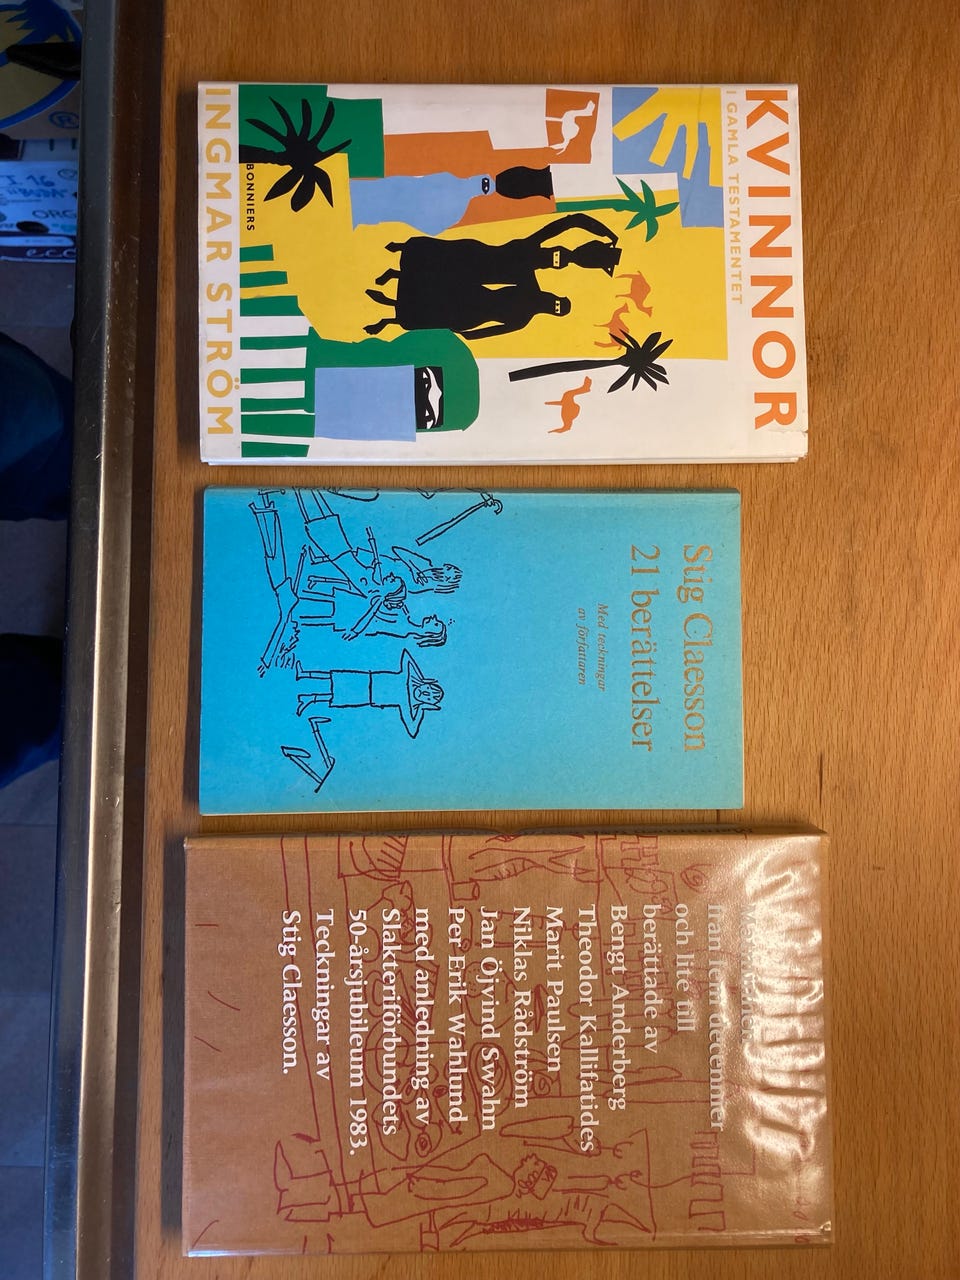 KVINNOR
I GAMLA TESTAMENTET
BONNIERS
INGMAR STRÖM
Stig Claesson
21 berättelser
Med teckningar
av författaren
från fem decennier
och lite till
berättade av
Bengt Anderberg
Theodor Kallifatides
Marit Paulsen
Niklas Rådström
Jan Öjvind Swahn
Per Erik Wahlund
med anledning av
Slakteriförbundets
50-årsjubileum 1983.
Teckningar av
Stig Claesson.
ORG